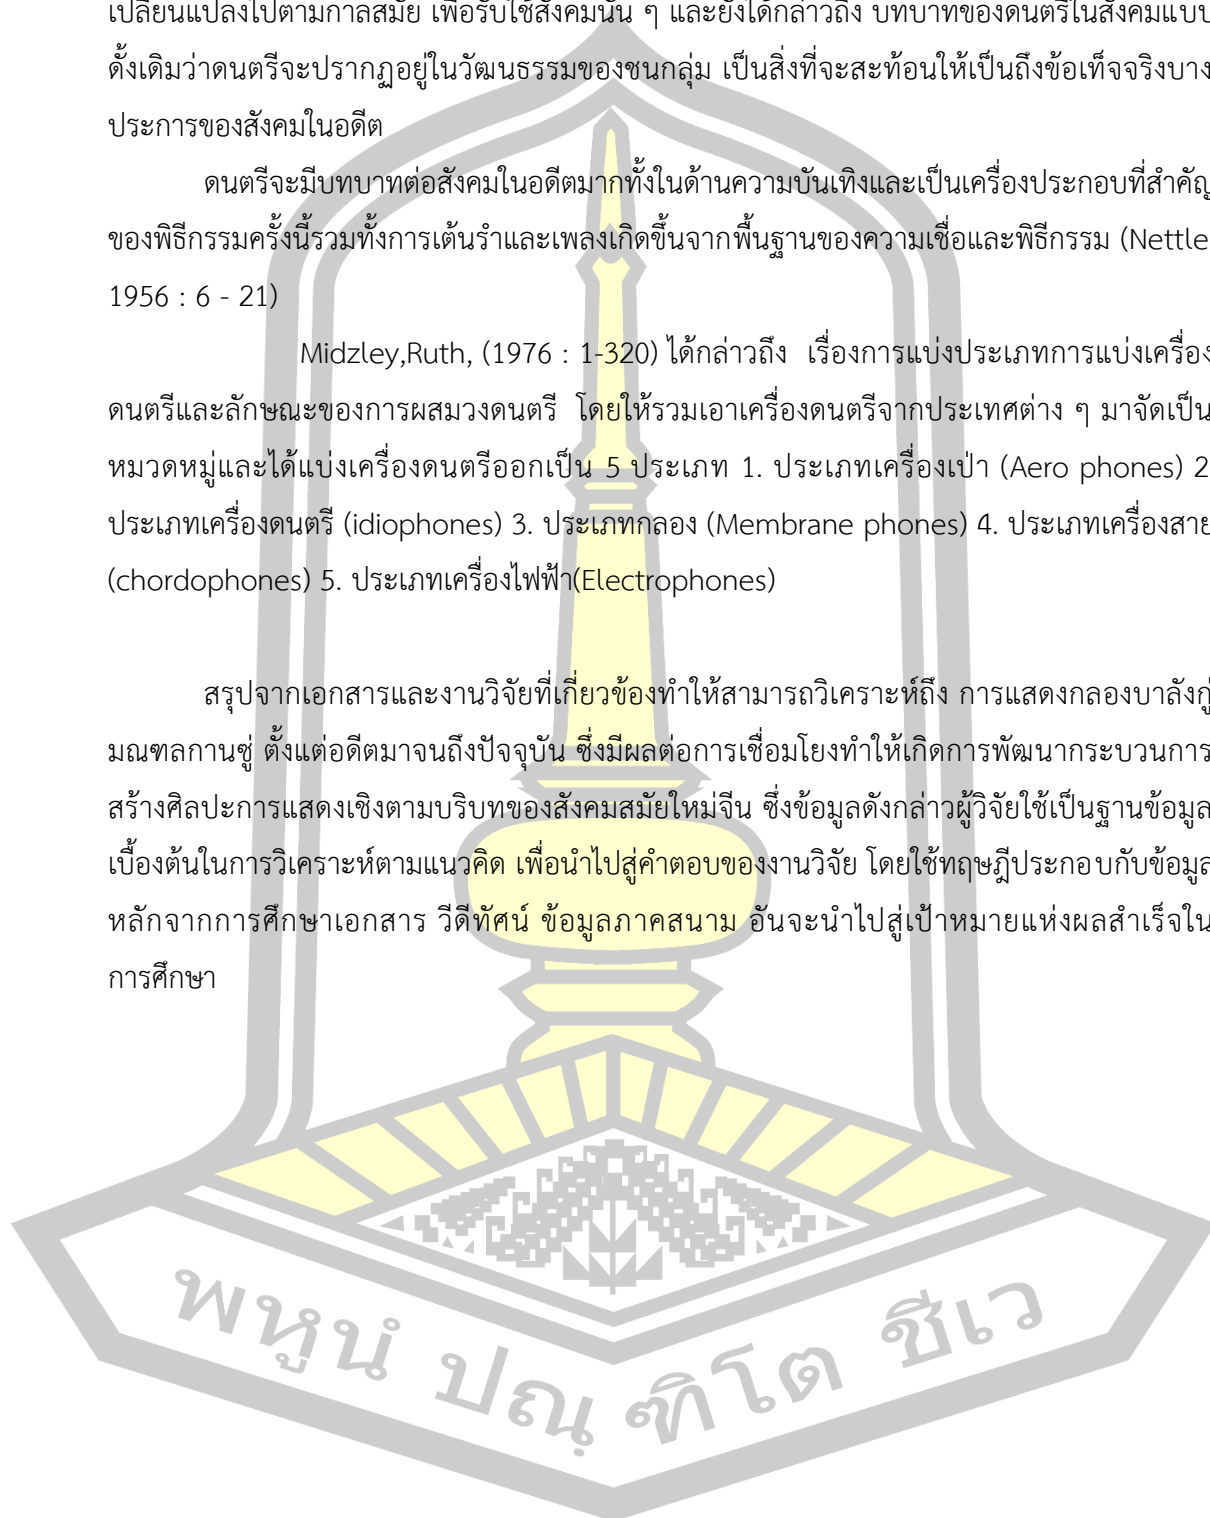 เปลี่ยนแปลงไปตามกาลสมัย เพื่อรับใช้สังคมนั้น ๆ และยังได้กล่าวถึง บทบาทของดนตรีในสังคมแบบ
ดั้งเดิมว่าดนตรีจะปรากฏอยู่ในวัฒนธรรมของชนกลุ่ม เป็นสิ่งที่จะสะท้อนให้เป็นถึงข้อเท็จจริงบาง
ประการของสังคมในอดีต
ดนตรีจะมีบทบาทต่อสังคมในอดีตมากทั้งในด้านความบันเทิงและเป็นเครื่องประกอบที่สำคัญ
ของพิธีกรรมครั้งนี้รวมทั้งการเต้นรำและเพลงเกิดขึ้นจากพื้นฐานของความเชื่อและพิธีกรรม (Nettle
1956 : 6 - 21)
Midzley,Ruth, (1976 : 1-320) ได้กล่าวถึง เรื่องการแบ่งประเภทการแบ่งเครื่อง
ดนตรีและลักษณะของการผสมวงดนตรี โดยให้รวมเอาเครื่องดนตรีจากประเทศต่าง ๆ มาจัดเป็น
หมวดหมู่และได้แบ่งเครื่องดนตรีออกเป็น 5 ประเภท 1. ประเภทเครื่องเป่า (Aero phones) 2
ประเภทเครื่องดนตรี (idiophones) 3. ประเภทกลอง (Membrane phones) 4. ประเภทเครื่องสาย
(chordophones) 5. ประเภทเครื่องไฟฟ้า(Electrophones)
สรุปจากเอกสารและงานวิจัยที่เกี่ยวข้องทำให้สามารถวิเคราะห์ถึง การแสดงกลองบาลังกู่
มณฑลกานซู่ ตั้งแต่อดีตมาจนถึงปัจจุบัน ซึ่งมีผลต่อการเชื่อมโยงทำให้เกิดการพัฒนากระบวนการ
สร้างศิลปะการแสดงเชิงตามบริบทของสังคมสมัยใหม่จีน ซึ่งข้อมูลดังกล่าวผู้วิจัยใช้เป็นฐานข้อมูล
เบื้องต้นในการวิเคราะห์ตามแนวคิด เพื่อนำไปสู่คำตอบของงานวิจัย โดยใช้ทฤษฎีประกอบกับข้อมูล
หลักจากการศึกษาเอกสาร วีดีทัศน์ ข้อมูลภาคสนาม อันจะนำไปสู่เป้าหมายแห่งผลสำเร็จใน
การศึกษา
พหูนํ ปณฺ ฑิโต ชีเว